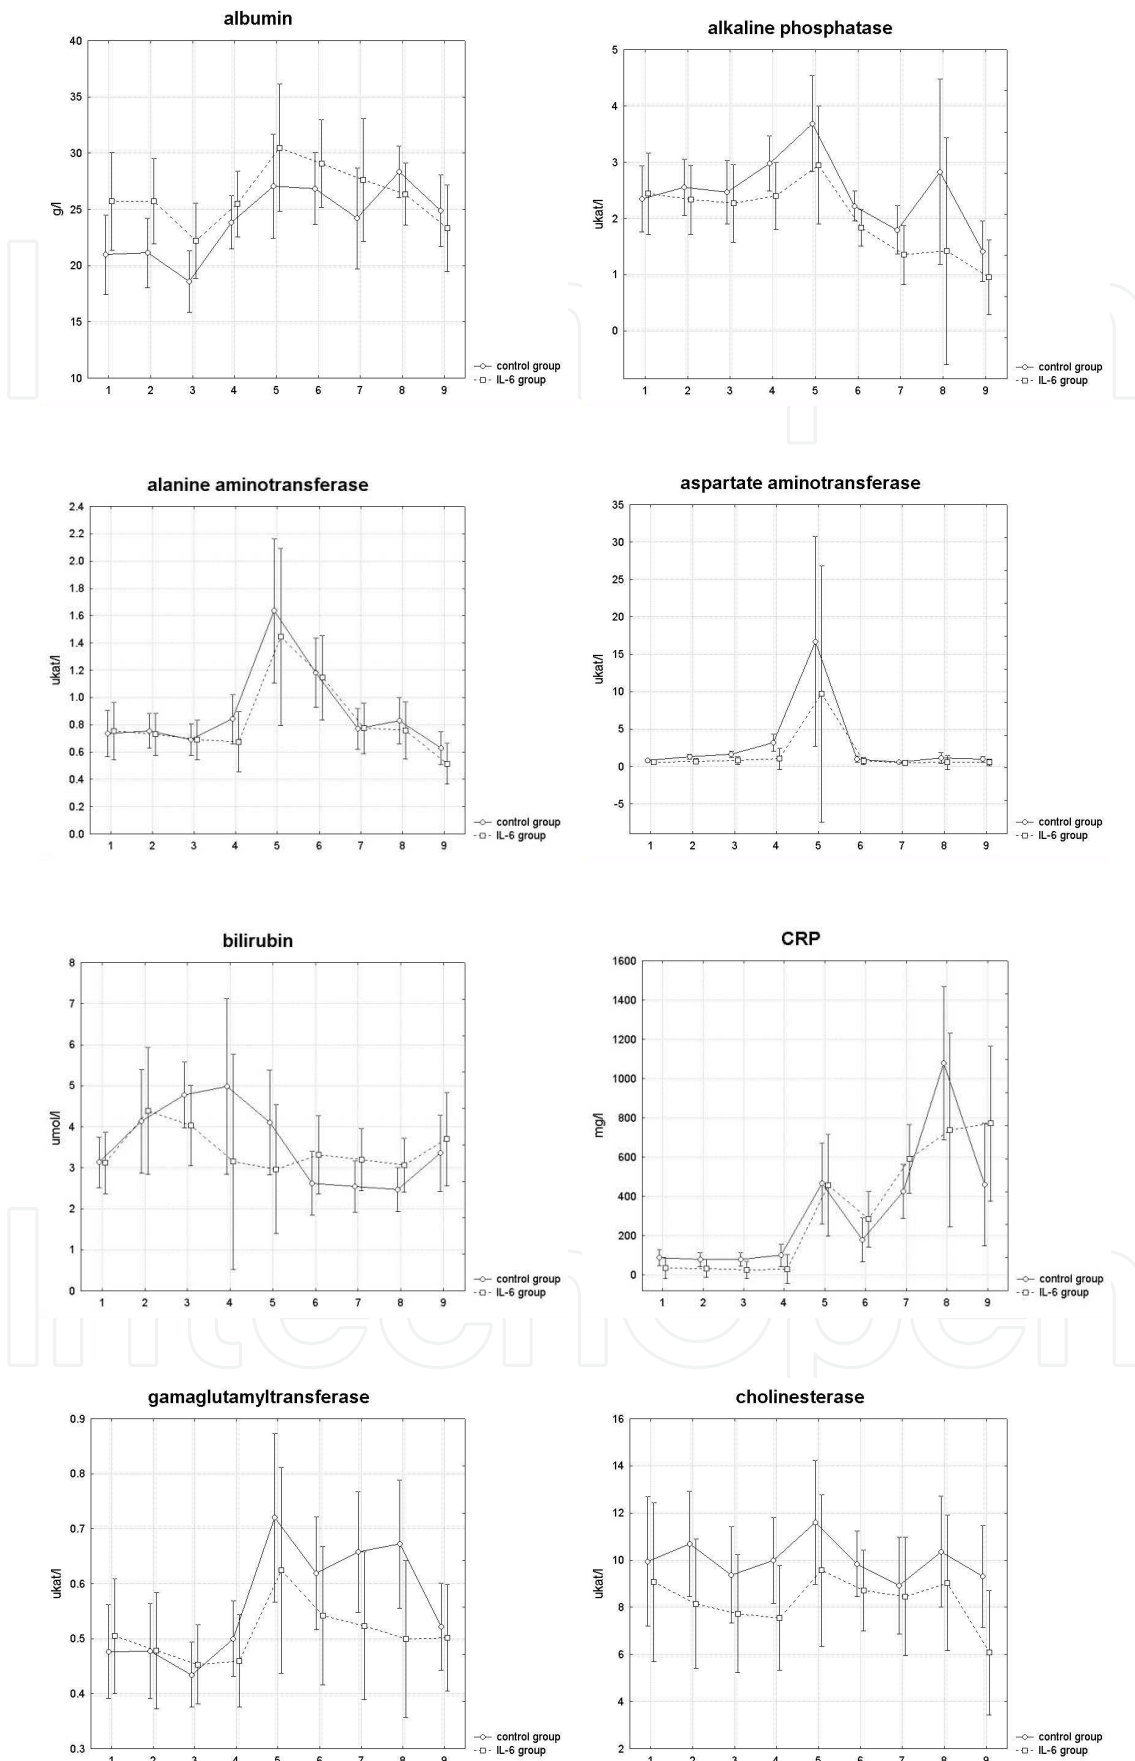 albumin
40
35
30
25
20
15
10
g/l
1 2 3 4 5 6 7 8 9
control group
IL-6 group
alkaline phosphatase
5
4
3
2
1
0
ukat/l
1 2 3 4 5 6 7 8 9
control group
IL-6 group
alanine aminotransferase
2.4
2.2
2.0
1.8
1.6
1.4
1.2
1.0
0.8
0.6
0.4
0.2
0.0
ukat/l
1 2 3 4 5 6 7 8 9
control group
IL-6 group
aspartate aminotransferase
35
30
25
20
15
10
5
0
-5
ukat/l
1 2 3 4 5 6 7 8 9
control group
IL-6 group
bilirubin
8
7
6
5
4
3
2
1
0
umol/l
1 2 3 4 5 6 7 8 9
control group
IL-6 group
CRP
1600
1400
1200
1000
800
600
400
200
0
mg/l
1 2 3 4 5 6 7 8 9
control group
IL-6 group
gamaglutamyltransferase
0.9
0.8
0.7
0.6
0.5
0.4
0.3
ukat/l
1 2 3 4 5 6 7 8 9
control group
IL-6 group
cholinesterase
16
14
12
10
8
6
4
2
ukat/l
1 2 3 4 5 6 7 8 9
control group
IL-6 group